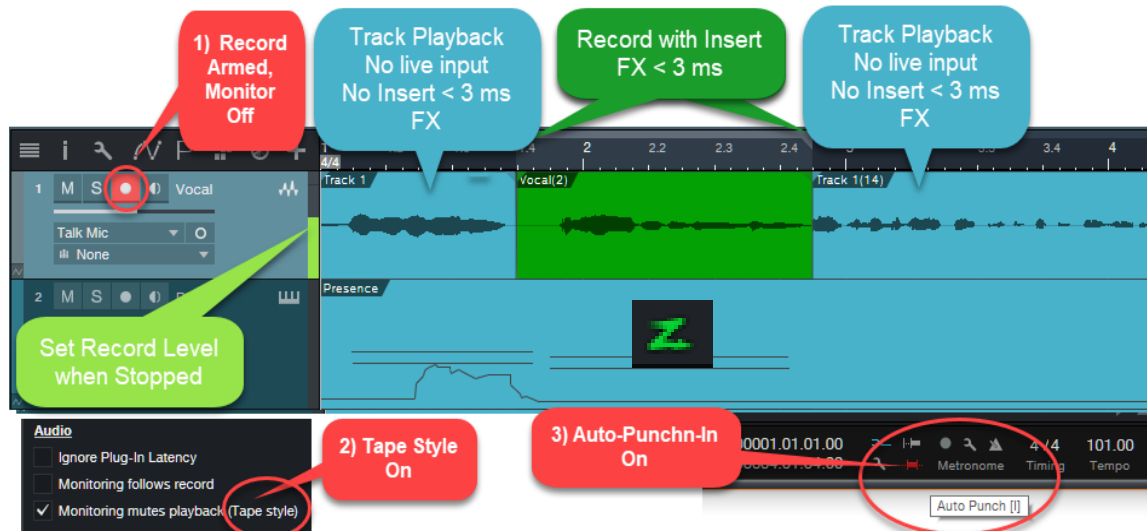 1) Record
Armed,
Monitor
Off
Track Playback
No live input
No Insert < 3 ms
FX
Record with Insert
FX < 3 ms
Track Playback
No live input
No Insert < 3 ms
FX
1
4/4
1.4
2
2.2
2.3
2.4
3.4
4
1 M S Vocal
Talk Mic
None
Track 1
Vocal(2)
Track 1(14)
2 M S
Presence
Set Record Level
when Stopped
Z
Audio
Ignore Plug-In Latency
Monitoring follows record
Monitoring mutes playback (Tape style)
2) Tape Style
On
3) Auto-Punchn-In
On
00001.01.01.00
4 / 4
101.00
Metronome
Timing
Tempo
Auto Punch [I]